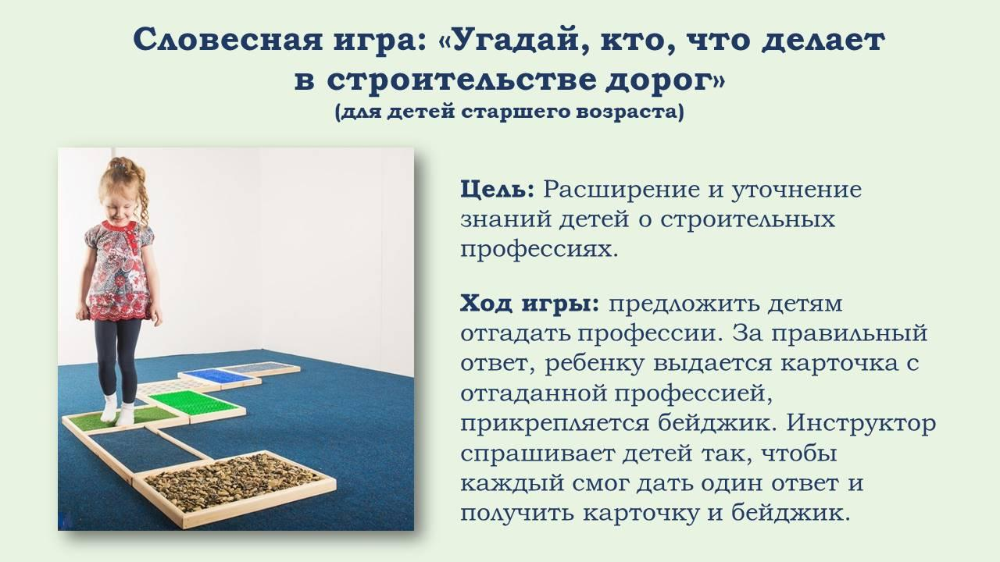 Словесная игра: «Угадай, кто, что делает
в строительстве дорог»
(для детей старшего возраста)
Цель: Расширение и уточнение
знаний детей о строительных
профессиях.
Ход игры: предложить детям
отгадать профессии. За правильный
ответ, ребенку выдается карточка с
отгаданной профессией,
прикрепляется бейджик. Инструктор
спрашивает детей так, чтобы
каждый смог дать один ответ и
получить карточку и бейджик.